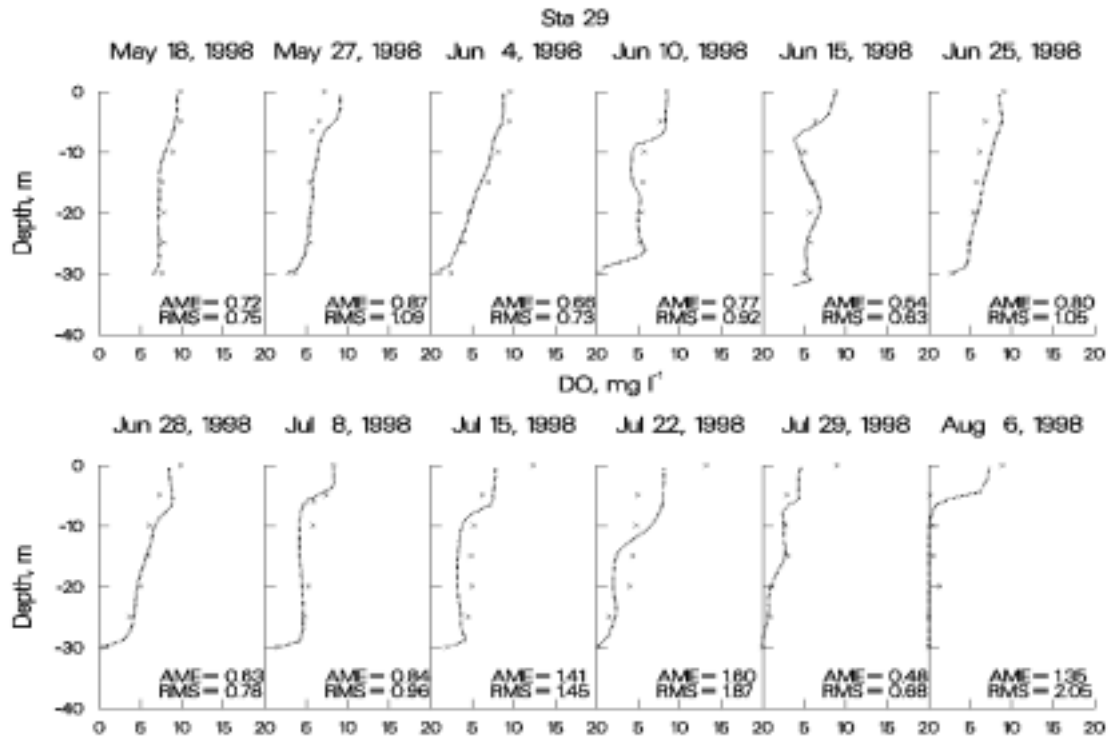 Sta 29
May 18, 1998 May 27, 1998 Jun 4, 1998 Jun 10, 1998 Jun 15, 1998 Jun 25, 1998
0
-10
-20
-30
-40
Depth, m
AME = 0.72 AME = 0.87 AME = 0.77 AME = 0.54 AME = 0.80
RMS = 0.75 RMS = 1.09 RMS = 0.73 RMS = 0.92 RMS = 0.63 RMS = 1.05
0 5 10 15 20 5 10 15 20 5 10 15 20 5 10 15 20 5 10 15 20 5 10 15 20
DO, mg l⁻¹
Jun 28, 1998 Jul 8, 1998 Jul 15, 1998 Jul 22, 1998 Jul 29, 1998 Aug 6, 1998
0
-10
-20
-30
-40
Depth, m
AME = 0.63 AME = 0.84 AME = 1.41 AME = 1.60 AME = 0.48 AME = 1.35
RMS = 0.78 RMS = 0.96 RMS = 1.45 RMS = 1.87 RMS = 0.68 RMS = 2.05
0 5 10 15 20 5 10 15 20 5 10 15 20 5 10 15 20 5 10 15 20 5 10 15 20